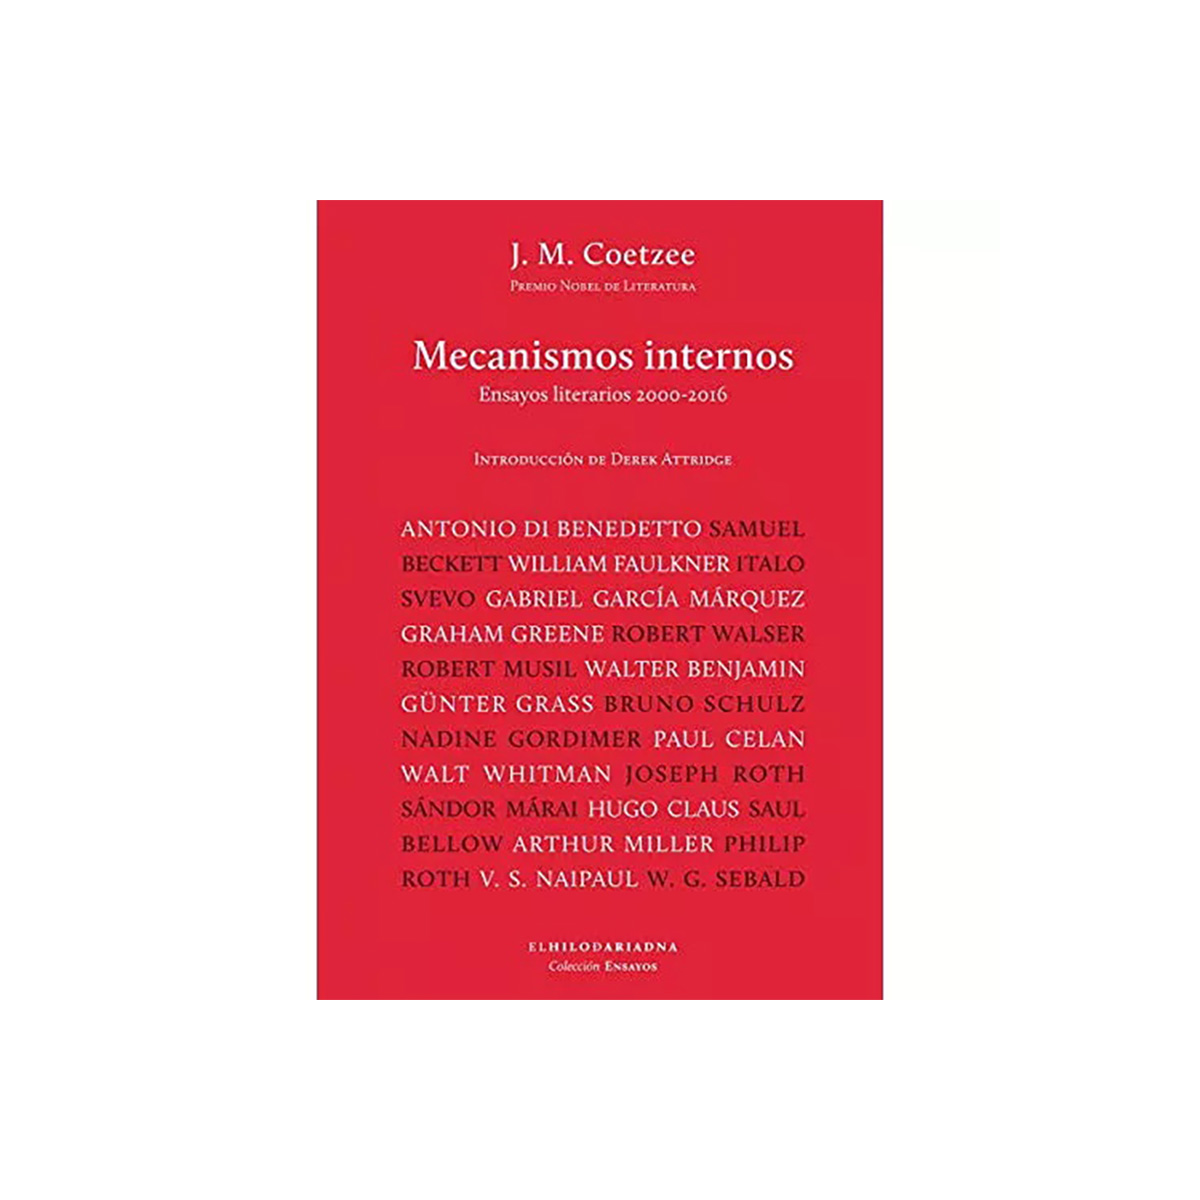 J. M. Coetzee
Premio Nobel de Literatura
Mecanismos internos
Ensayos literarios 2000-2016
Introducción de Derek Attridge
ANTONIO DI BENEDETTO SAMUEL
BECKETT WILLIAM FAULKNER ITALO
SVEVO GABRIEL GARCÍA MÁRQUEZ
GRAHAM GREENE ROBERT WALSER
ROBERT MUSIL WALTER BENJAMIN
GÜNTER GRASS BRUNO SCHULZ
NADINE GORDIMER PAUL CELAN
WALT WHITMAN JOSEPH ROTH
SÁNDOR MÁRAI HUGO CLAUS SAUL
BELLOW ARTHUR MILLER PHILIP
ROTH V. S. NAIPAUL W. G. SEBALD
ELHILODARIADNA
Colección Ensayos